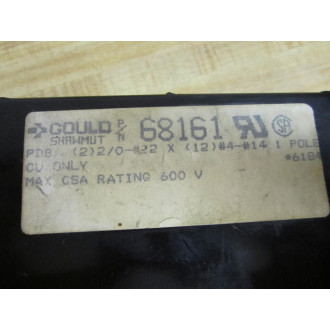 GOULD P/N 68161
SHAWMUT
PDB/ (2)2/0-#22 X (12)#4-#14 1 POLE
CU ONLY *618*
MAX CSA RATING 600 V